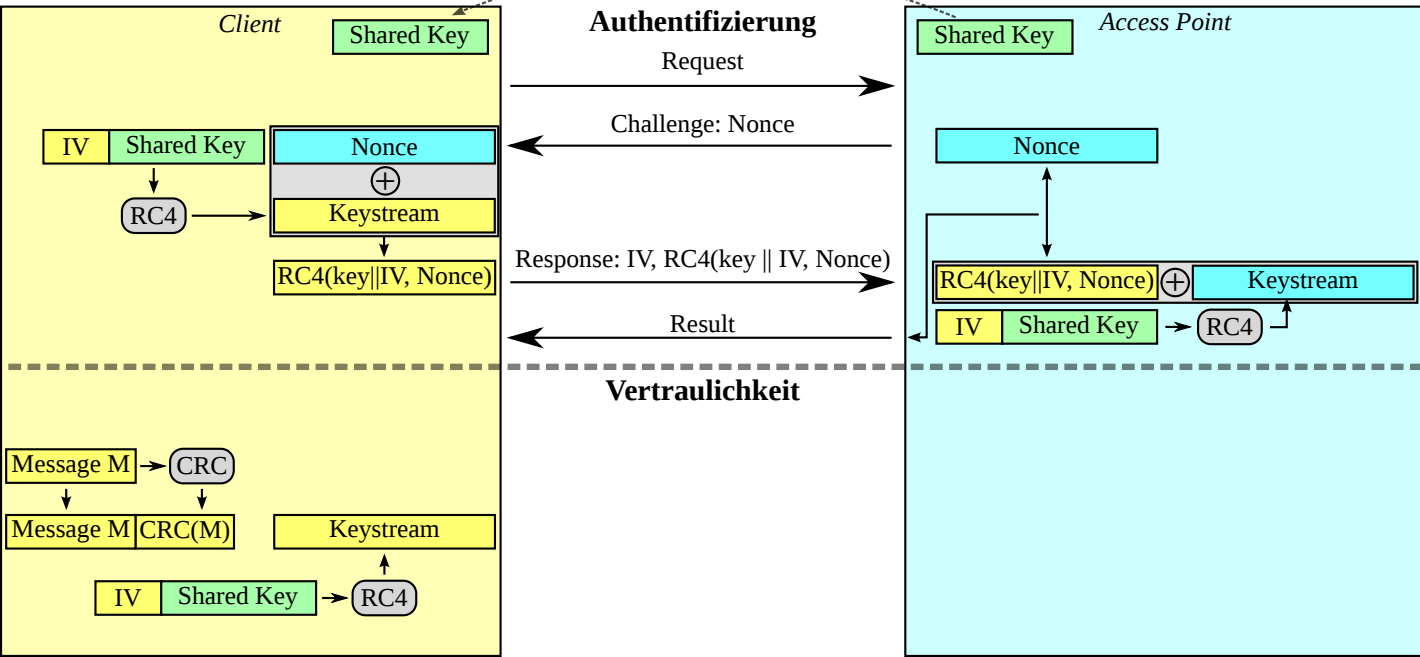 Client
Shared Key
Authentifizierung
Shared Key
Access Point
Request
Challenge: Nonce
IV
Shared Key
Nonce
Nonce
RC4
Keystream
RC4(key||IV, Nonce)
Response: IV, RC4(key || IV, Nonce)
RC4(key||IV, Nonce)
Keystream
Result
IV
Shared Key
RC4
Vertraulichkeit
Message M
CRC
Message M
CRC(M)
Keystream
IV
Shared Key
RC4